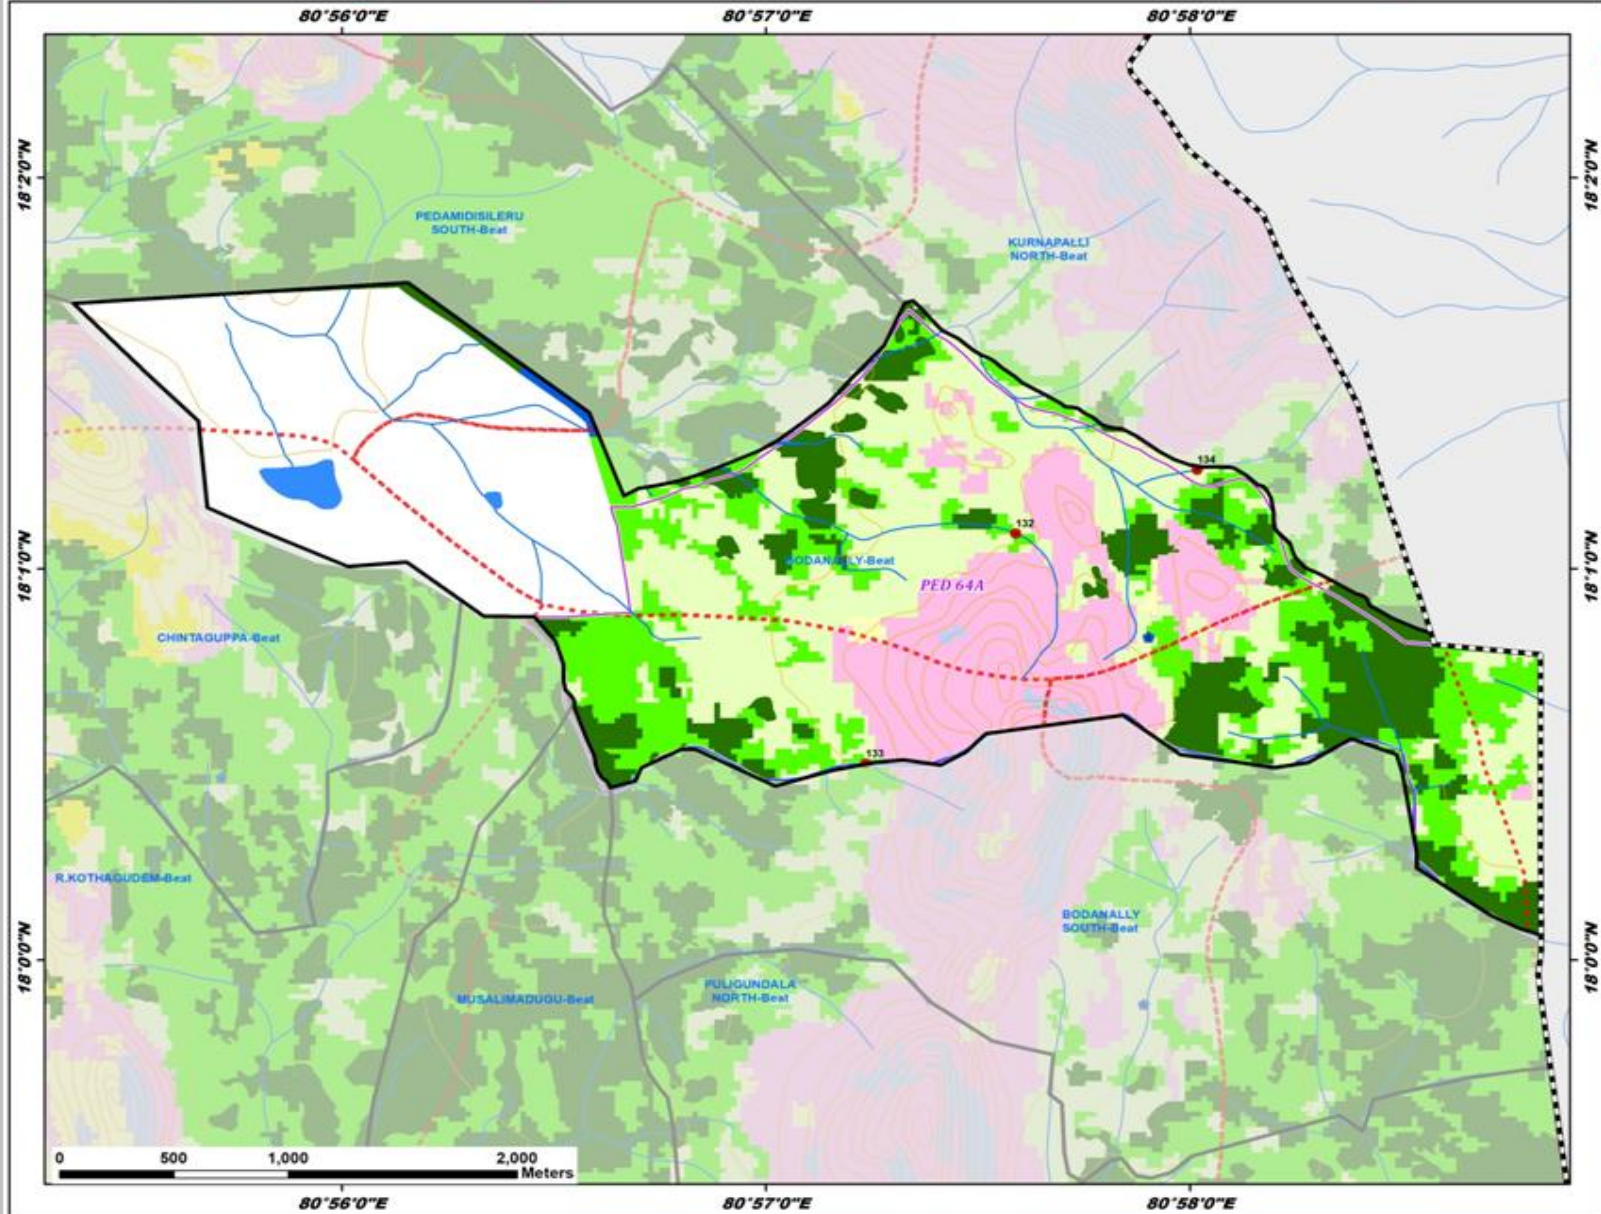 80°56'0"E
80°57'0"E
80°58'0"E
18°2'0"N
18°2'0"N
PEDAMIDISILERU
SOUTH-Beat
KURNAPALLI
NORTH-Beat
134
132
18°1'0"N
BODANALLY-Beat
PED 64A
18°1'0"N
CHINTAGUPPA-Beat
133
R.KOTHAGUDEM-Beat
BODANALLY
SOUTH-Beat
18°0'0"N
MUSALIMADUGU-Beat
PULIGUNDALA
NORTH-Beat
18°0'0"N
0 500 1,000 2,000
Meters
80°56'0"E
80°57'0"E
80°58'0"E